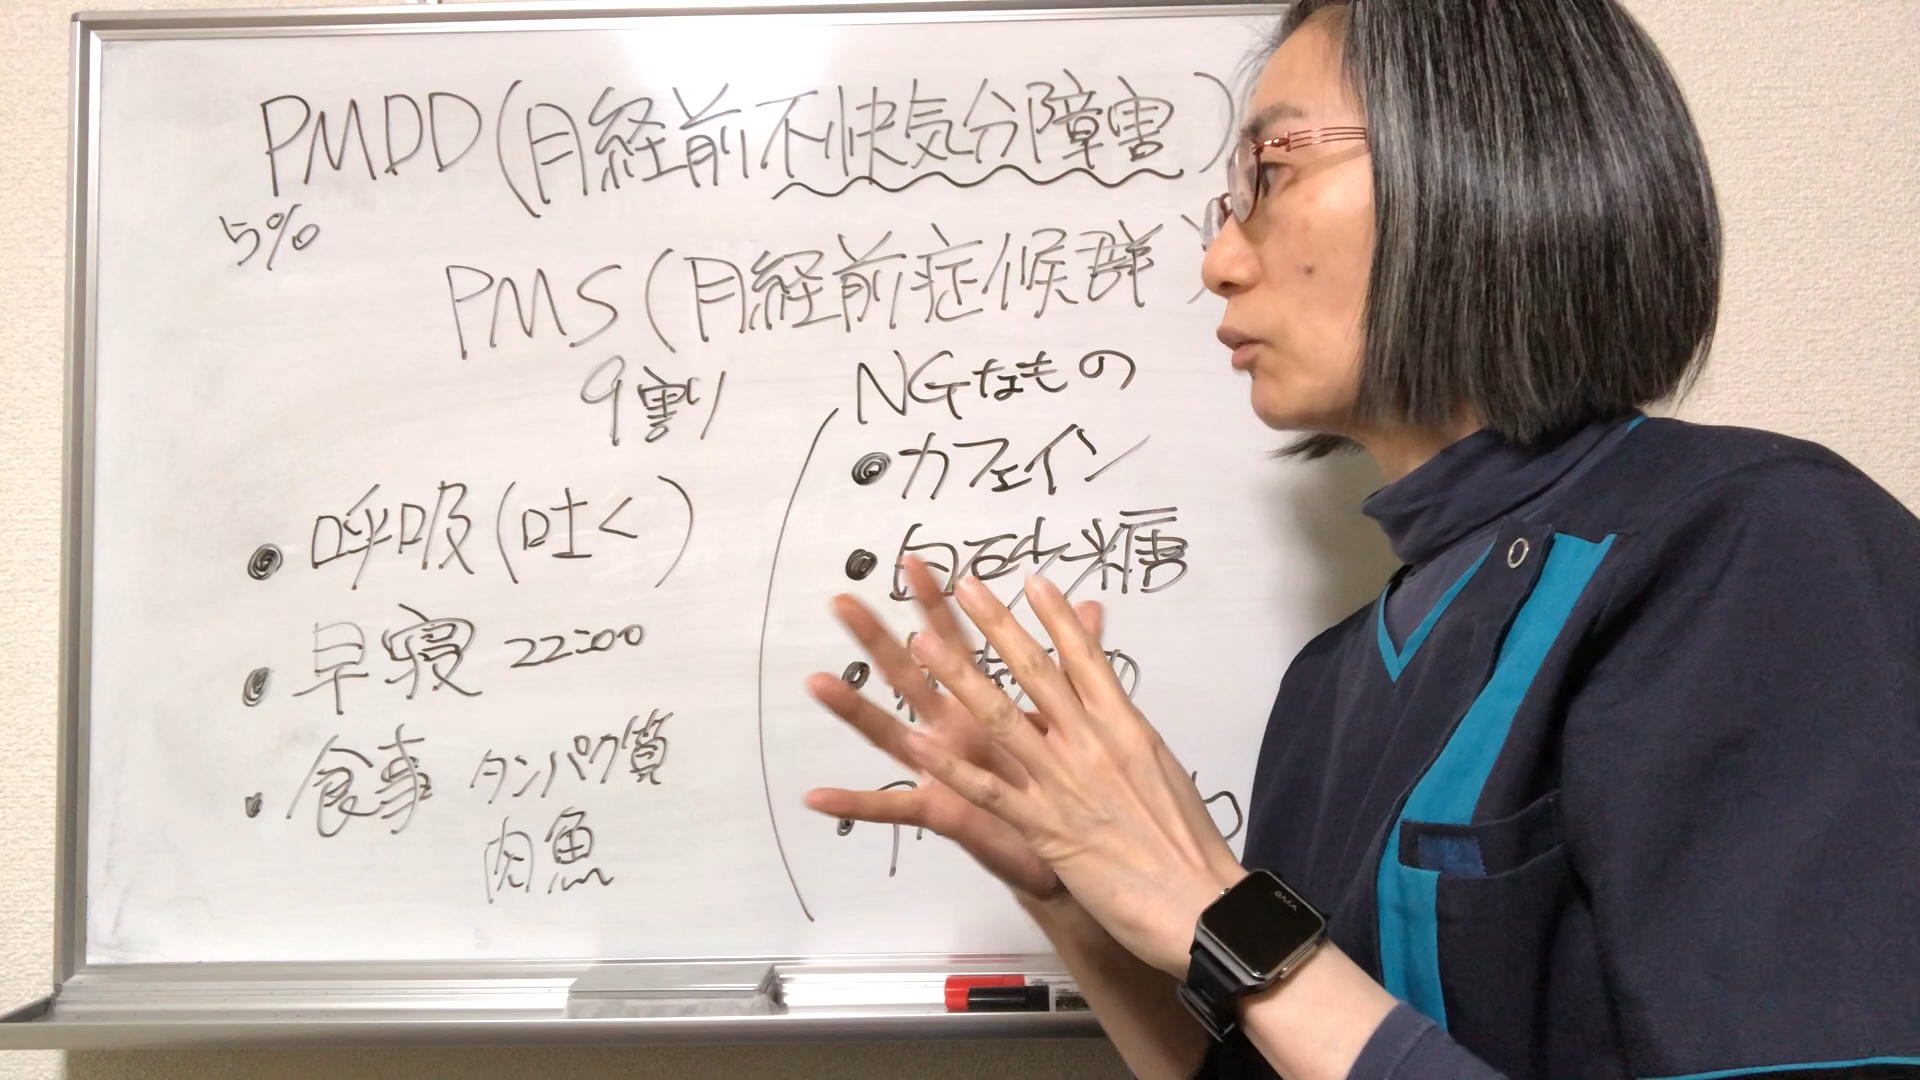 PMDD(月経前不快気分障害)
5%
PMS(月経前症候群)
9割
・呼吸(吐く)
・早寝 22:00
・食事 タンパク質
肉魚
NGなもの
・カフェイン
・白砂糖